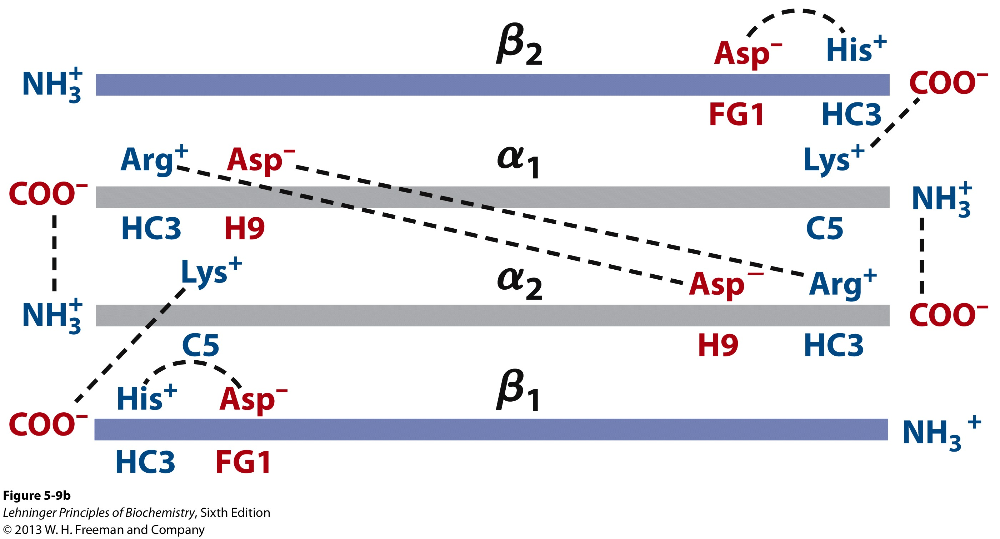 β₂ Asp⁻ His⁺
NH₃⁺ COO⁻
FG1 HC3
Arg⁺ Asp⁻ α₁ Lys⁺
COO⁻ NH₃⁺
HC3 H9 C5
Lys⁺ α₂ Asp⁻ Arg⁺
NH₃⁺ COO⁻
C5 H9 HC3
His⁺ Asp⁻ β₁
COO⁻ NH₃⁺
HC3 FG1
Figure 5-9b
Lehninger Principles of Biochemistry, Sixth Edition
© 2013 W. H. Freeman and Company